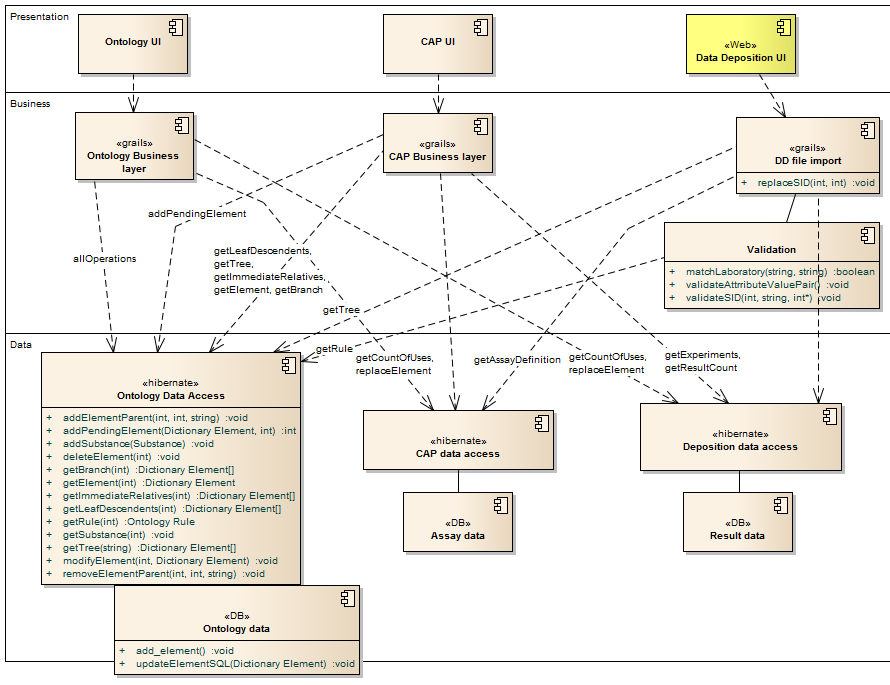 Presentation
Ontology UI
CAP UI
«Web»
Data Deposition UI
Business
«grails»
Ontology Business
layer
«grails»
CAP Business layer
«grails»
DD file import
+ replaceSID(int, int) :void
addPendingElement
allOperations
getLeafDescendents,
getTree,
getImmediateRelatives,
getElement, getBranch
Validation
+ matchLaboratory(string, string) :boolean
+ validateAttributeValuePair() :void
+ validateSID(int, string, int*) :void
getTree
Data
getRule
getCountOfUses,
replaceElement
getAssayDefinition
getCountOfUses,
replaceElement
getExperiments,
getResultCount
«hibernate»
Ontology Data Access
+ addElementParent(int, int, string) :void
+ addPendingElement(Dictionary Element, int) :int
+ addSubstance(Substance) :void
+ deleteElement(int) :void
+ getBranch(int) :Dictionary Element[]
+ getElement(int) :Dictionary Element
+ getImmediateRelatives(int) :Dictionary Element[]
+ getLeafDescendents(int) :Dictionary Element[]
+ getRule(int) :Ontology Rule
+ getSubstance(int) :void
+ getTree(string) :Dictionary Element[]
+ modifyElement(int, Dictionary Element) :void
+ removeElementParent(int, int, string) :void
«hibernate»
CAP data access
«hibernate»
Deposition data access
«DB»
Assay data
«DB»
Result data
«DB»
Ontology data
+ add_element() :void
+ updateElementSQL(Dictionary Element) :void